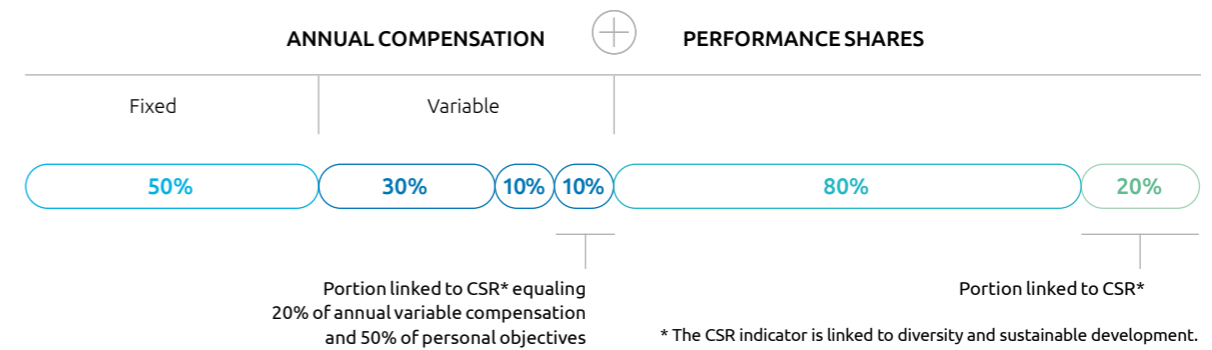 ANNUAL COMPENSATION
PERFORMANCE SHARES
Fixed
Variable
50%
30%
10%
10%
80%
20%
Portion linked to CSR* equaling
20% of annual variable compensation
and 50% of personal objectives
Portion linked to CSR*
* The CSR indicator is linked to diversity and sustainable development.